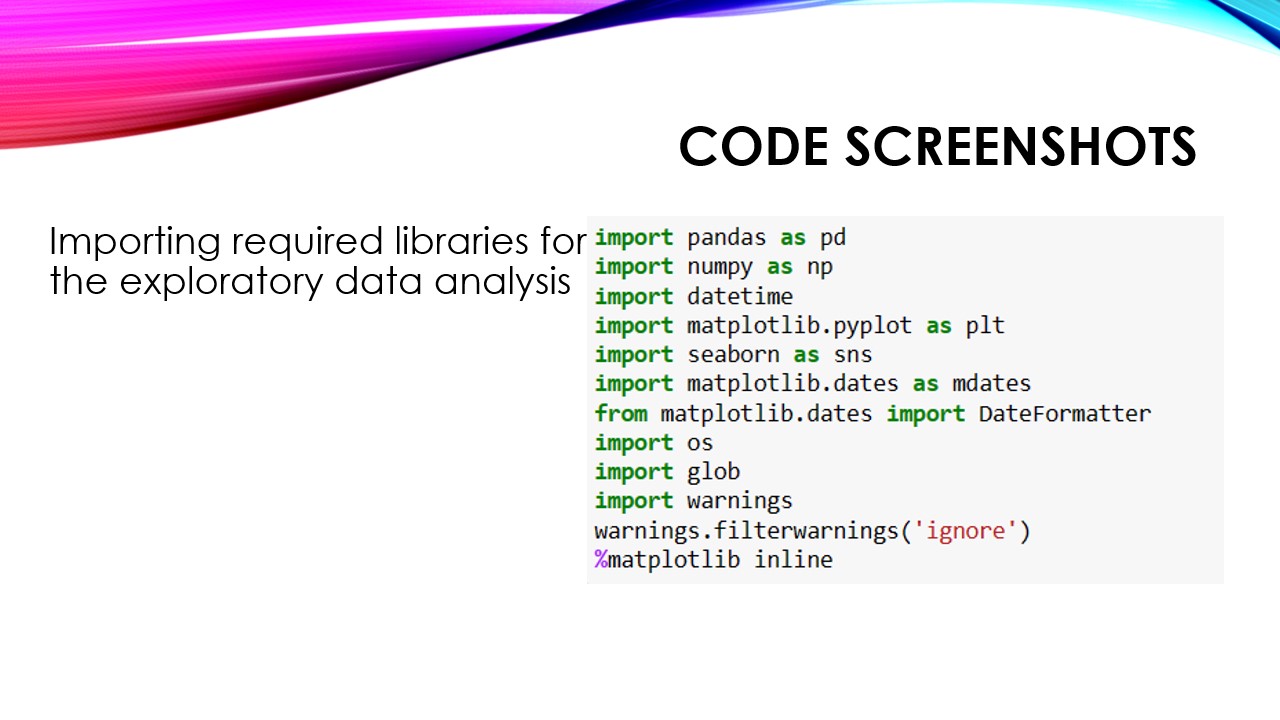 CODE SCREENSHOTS
Importing required libraries for
the exploratory data analysis
import pandas as pd
import numpy as np
import datetime
import matplotlib.pyplot as plt
import seaborn as sns
import matplotlib.dates as mdates
from matplotlib.dates import DateFormatter
import os
import glob
import warnings
warnings.filterwarnings('ignore')
%matplotlib inline